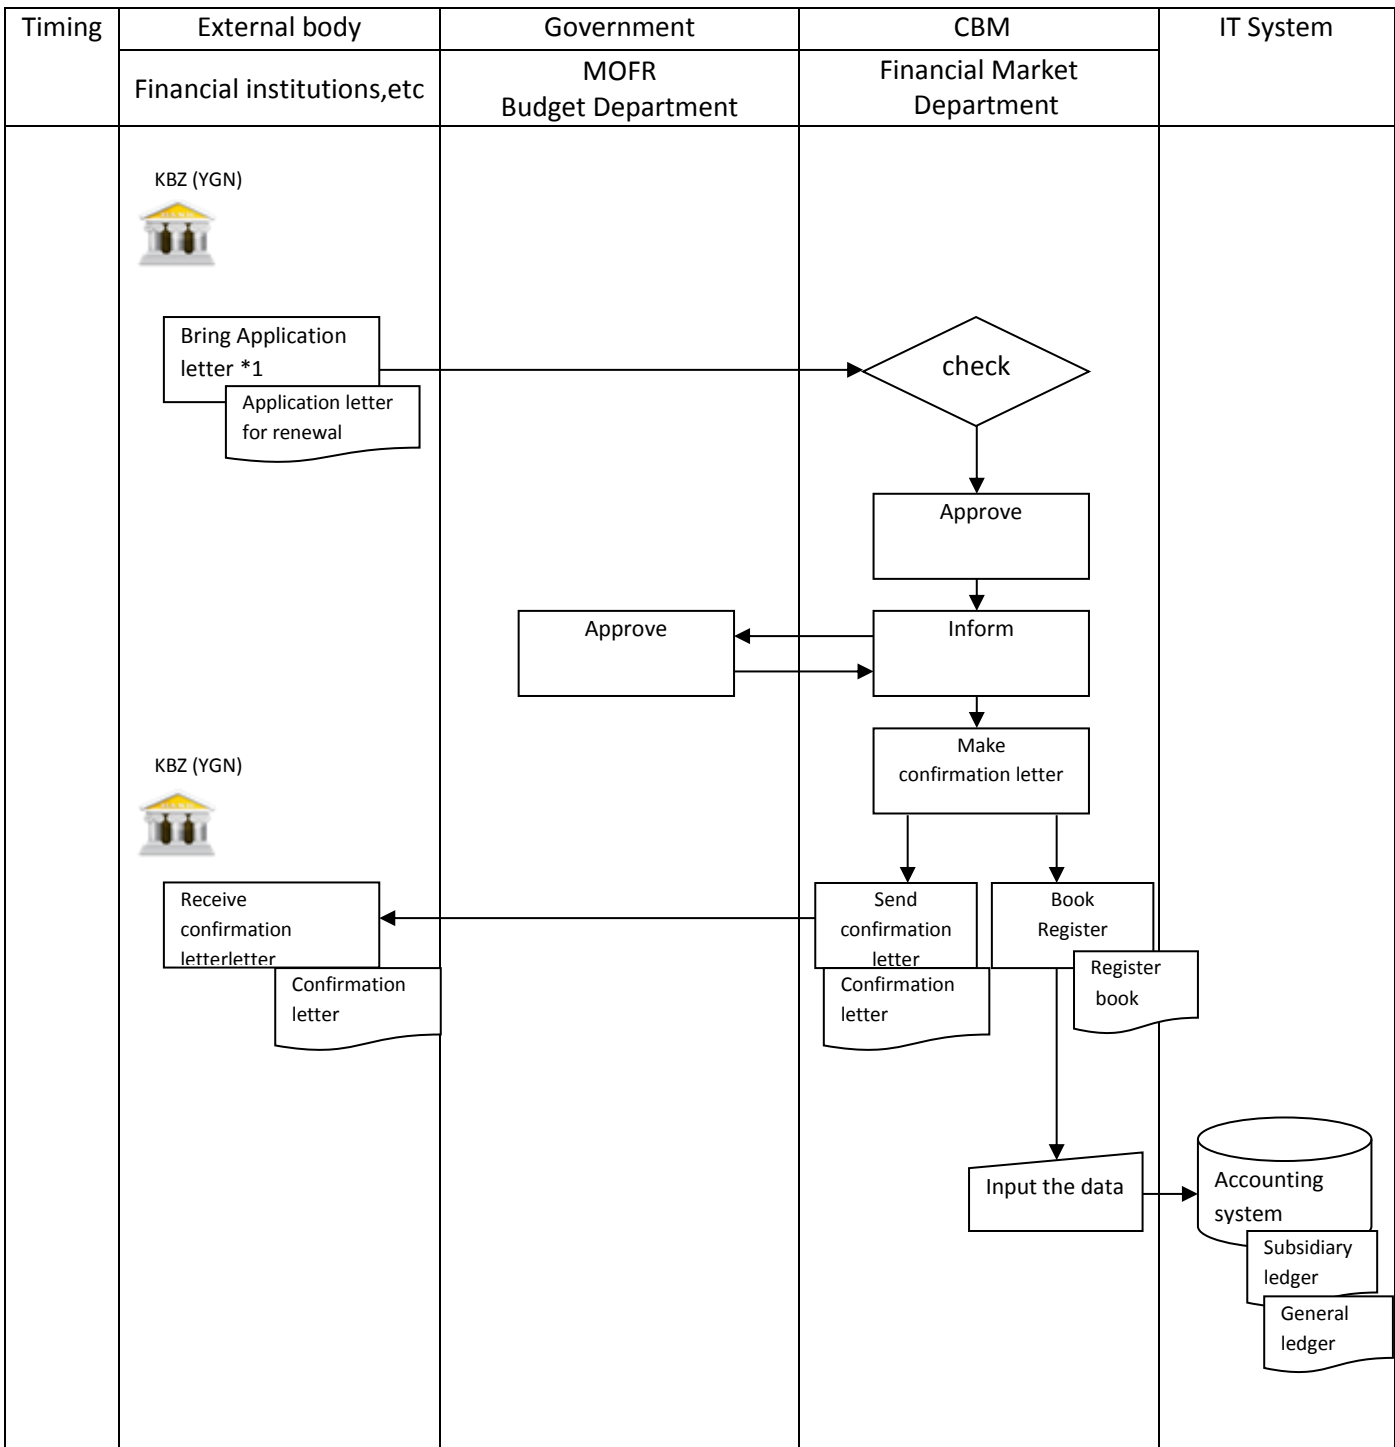 Timing
External body
Government
CBM
IT System
Financial institutions,etc
MOFR
Budget Department
Financial Market
Department
KBZ (YGN)
Bring Application
letter *1
Application letter
for renewal
check
Approve
Approve
Inform
Make
confirmation letter
KBZ (YGN)
Receive
confirmation
letterletter
Confirmation
letter
Send
confirmation
letter
Confirmation
letter
Book
Register
Register
book
Input the data
Accounting
system
Subsidiary
ledger
General
ledger